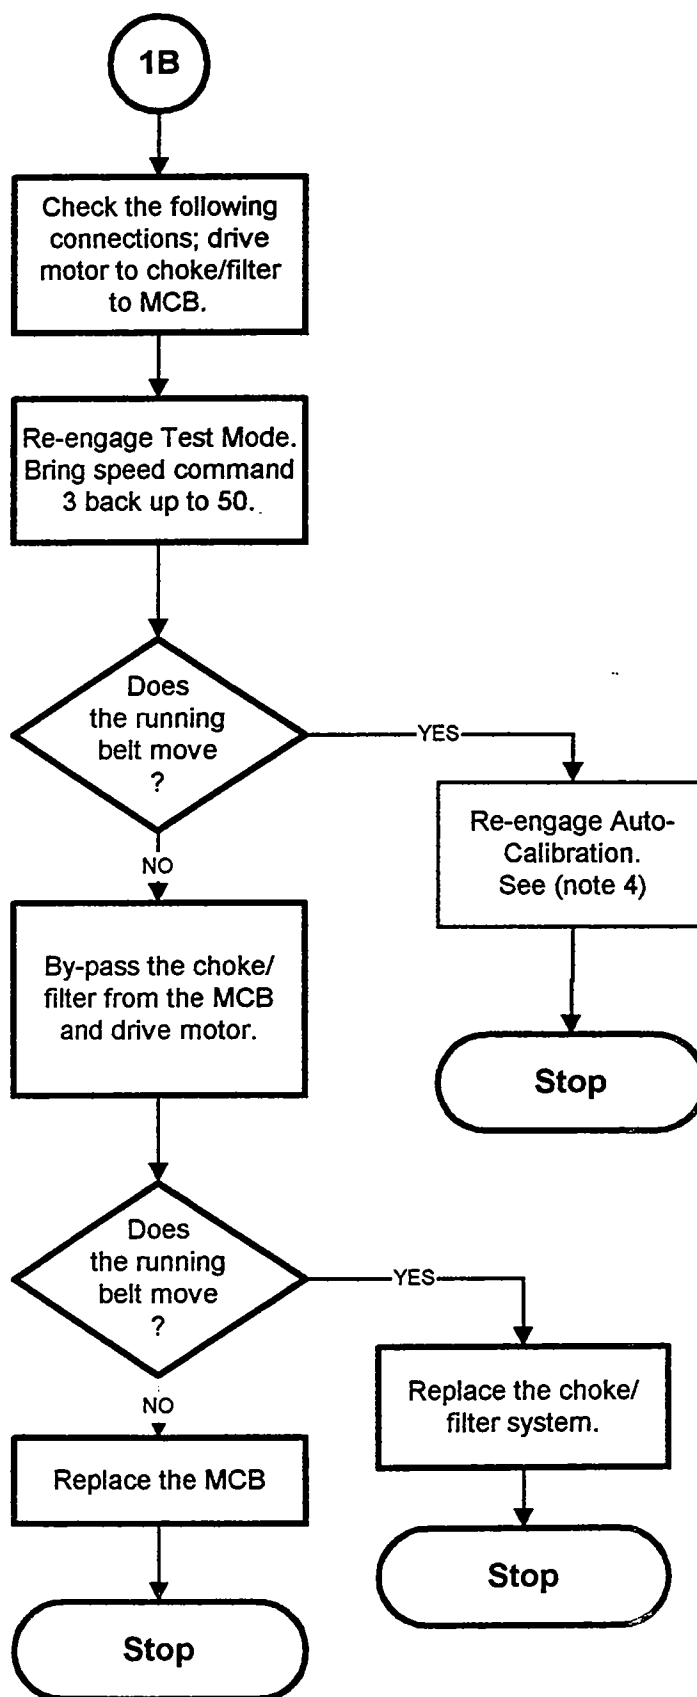 1B
Check the following
connections; drive
motor to choke/filter
to MCB.
Re-engage Test Mode.
Bring speed command
3 back up to 50.
Does
the running
belt move
?
YES
Re-engage Auto-
Calibration.
See (note 4)
Stop
NO
By-pass the choke/
filter from the MCB
and drive motor.
Does
the running
belt move
?
YES
Replace the choke/
filter system.
Stop
NO
Replace the MCB
Stop